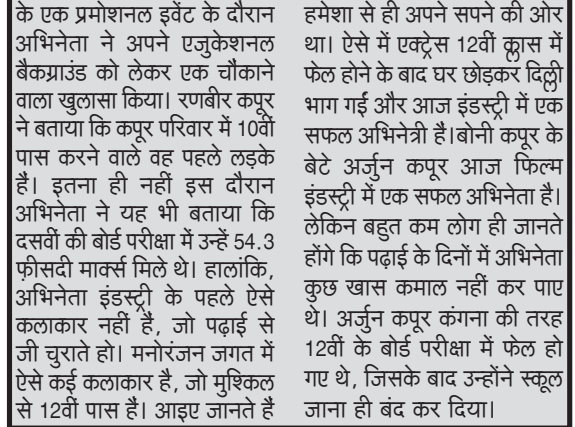 के एक प्रमोशनल इवेंट के दौरान
अभिनेता ने अपने एजुकेशनल
बैकग्राउंड को लेकर एक चौंकाने
वाला खुलासा किया। रणबीर कपूर
ने बताया कि कपूर परिवार में 10वीं
पास करने वाले वह पहले लड़के
हैं। इतना ही नहीं इस दौरान
अभिनेता ने यह भी बताया कि
दसवीं की बोर्ड परीक्षा में उन्हें 54.3
फ़ीसदी मार्क्स मिले थे। हालांकि,
अभिनेता इंडस्ट्री के पहले ऐसे
कलाकार नहीं हैं, जो पढ़ाई से
जी चुराते हो। मनोरंजन जगत में
ऐसे कई कलाकार है, जो मुश्किल
से 12वीं पास हैं। आइए जानते हैं
हमेशा से ही अपने सपने की ओर
था। ऐसे में एक्ट्रेस 12वीं क्लास में
फेल होने के बाद घर छोड़कर दिल्ली
भाग गईं और आज इंडस्ट्री में एक
सफल अभिनेत्री है।बोनी कपूर के
बेटे अर्जुन कपूर आज फिल्म
इंडस्ट्री में एक सफल अभिनेता है।
लेकिन बहुत कम लोग ही जानते
होंगे कि पढ़ाई के दिनों में अभिनेता
कुछ खास कमाल नहीं कर पाए
थे। अर्जुन कपूर कंगना की तरह
12वीं के बोर्ड परीक्षा में फेल हो
गए थे, जिसके बाद उन्होंने स्कूल
जाना ही बंद कर दिया।